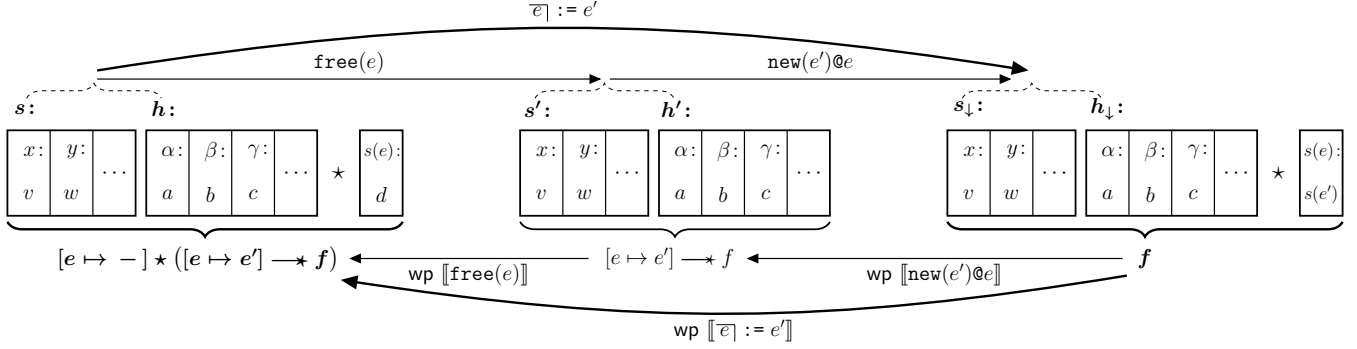 e̅ := e′
free(e) new(e′)@e
s: h: s′: h′: s↓: h↓:
x: y: α: β: γ: s(e): x: y: α: β: γ: x: y: α: β: γ: s(e):
··· ··· ⋆ ··· ··· ··· ··· ⋆
v w a b c d v w a b c v w a b c s(e′)
[e ↦ −] ⋆ ([e ↦ e′] —⋆ f) [e ↦ e′] —⋆ f f
wp ⟦free(e)⟧ wp ⟦new(e′)@e⟧
wp ⟦e̅ := e′⟧